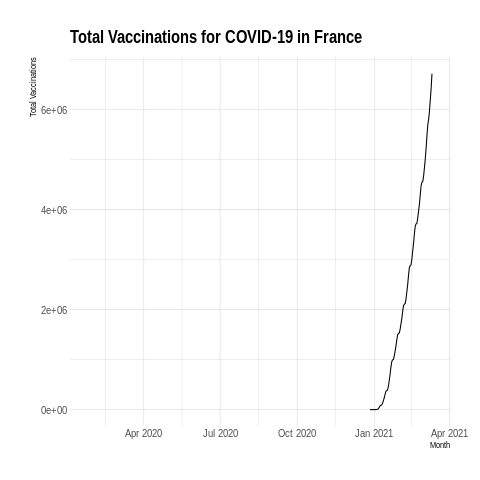 Total Vaccinations for COVID-19 in France
Total Vaccinations
6e+06
4e+06
2e+06
0e+00
Apr 2020 Jul 2020 Oct 2020 Jan 2021 Apr 2021
Month